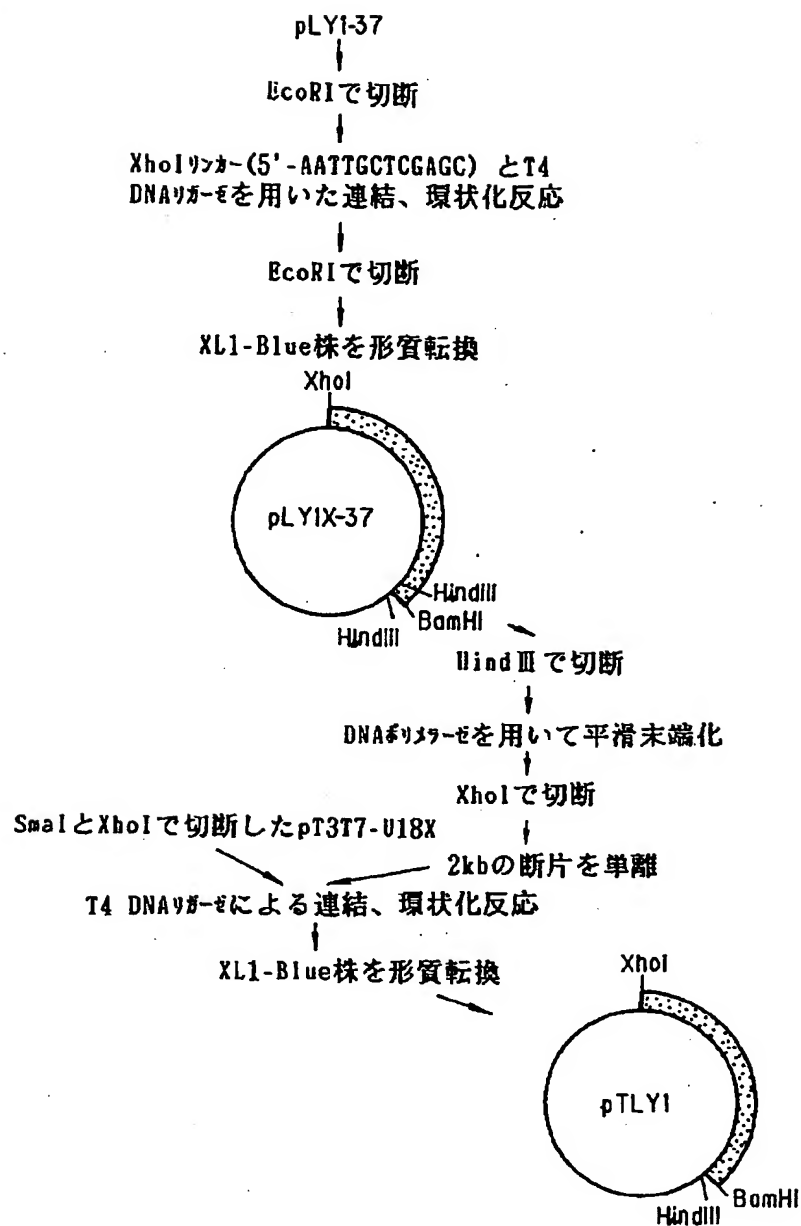 pLY1-37
EcoRIで切断
XhoIリンカー(5'-AATTGCTCGAGC) とT4
DNAリガーゼを用いた連結、環状化反応
EcoRIで切断
XL1-Blue株を形質転換
XhoI
pLY1X-37
HindIII
BamHI
HindIII
HindⅢで切断
DNAポリメラーゼを用いて平滑末端化
XhoIで切断
SmaIとXhoIで切断したpT3T7-U18X
2kbの断片を単離
T4 DNAリガーゼによる連結、環状化反応
XL1-Blue株を形質転換
XhoI
pTLY1
BamHI
HindIII